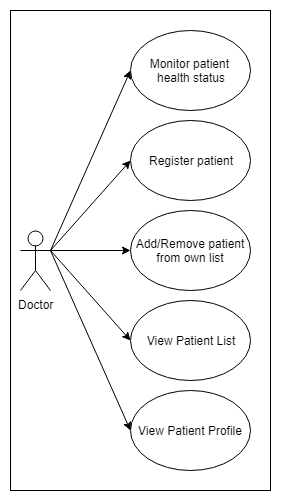 Monitor patient
health status
Register patient
Add/Remove patient
from own list
Doctor
View Patient List
View Patient Profile